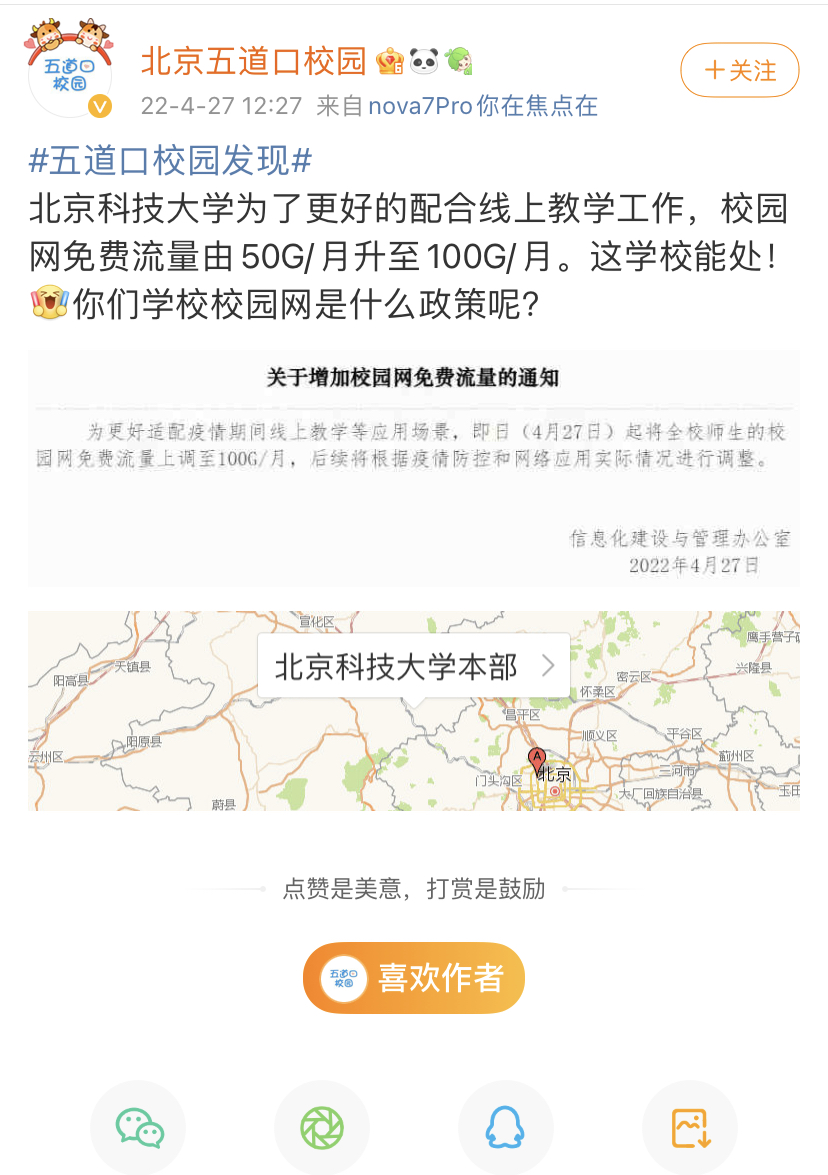 五道口
校园
北京五道口校园
22-4-27 12:27 来自 nova7Pro你在焦点在
+关注
#五道口校园发现#
北京科技大学为了更好的配合线上教学工作，校园
网免费流量由50G/月升至100G/月。这学校能处！
你们学校校园网是什么政策呢？
关于增加校园网免费流量的通知
为更好适配疫情期间线上教学等应用场景，即日（4月27日）起将全校师生的校
园网免费流量上调至100G/月，后续将根据疫情防控和网络应用实际情况进行调整。
信息化建设与管理办公室
2022年4月27日
宣化区
鹰手营子矿
北京科技大学本部
天镇县
兴隆县
阳高县
密云区
怀柔区
昌平区
阳原县
顺义区
平谷区
云州区
蓟州区
A
北京
三河市
门头沟区
大厂回族自治县
玉田
蔚县
点赞是美意，打赏是鼓励
五道口
校园
喜欢作者